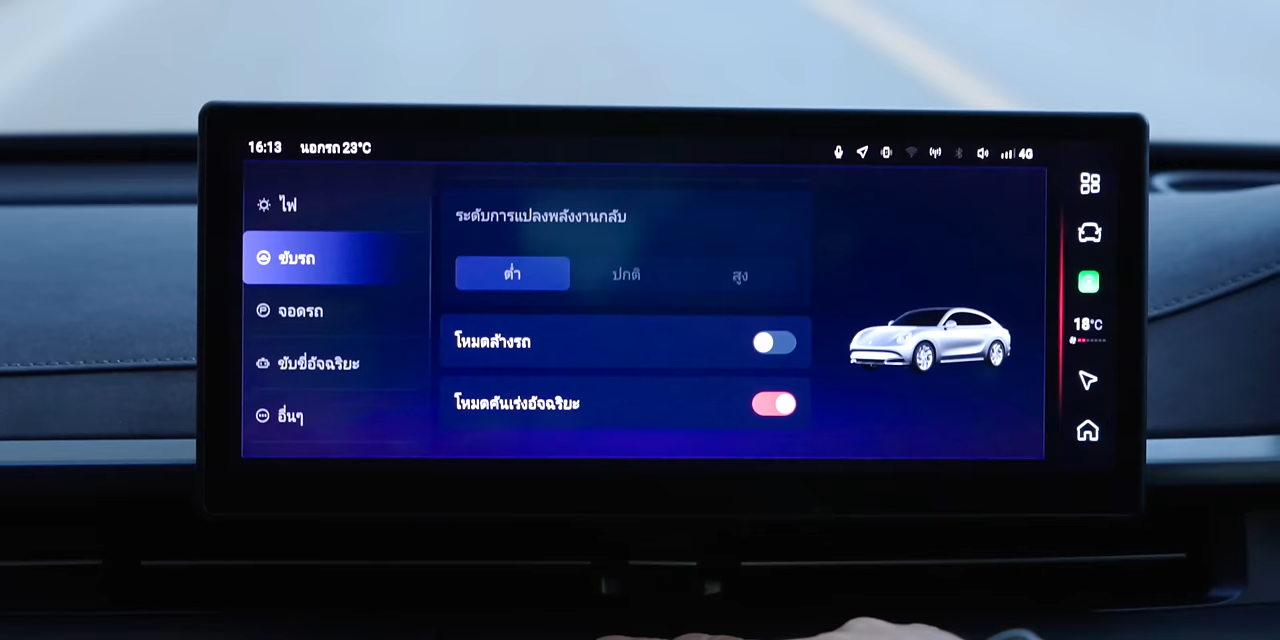 16:13 นอกรถ 23°C
4G
ไฟ
ขับรถ
จอดรถ
ขับขี่อัจฉริยะ
อื่นๆ
ระดับการแปลงพลังงานกลับ
ต่ำ ปกติ สูง
โหมดล้างรถ
โหมดคันเร่งอัจฉริยะ
18°C